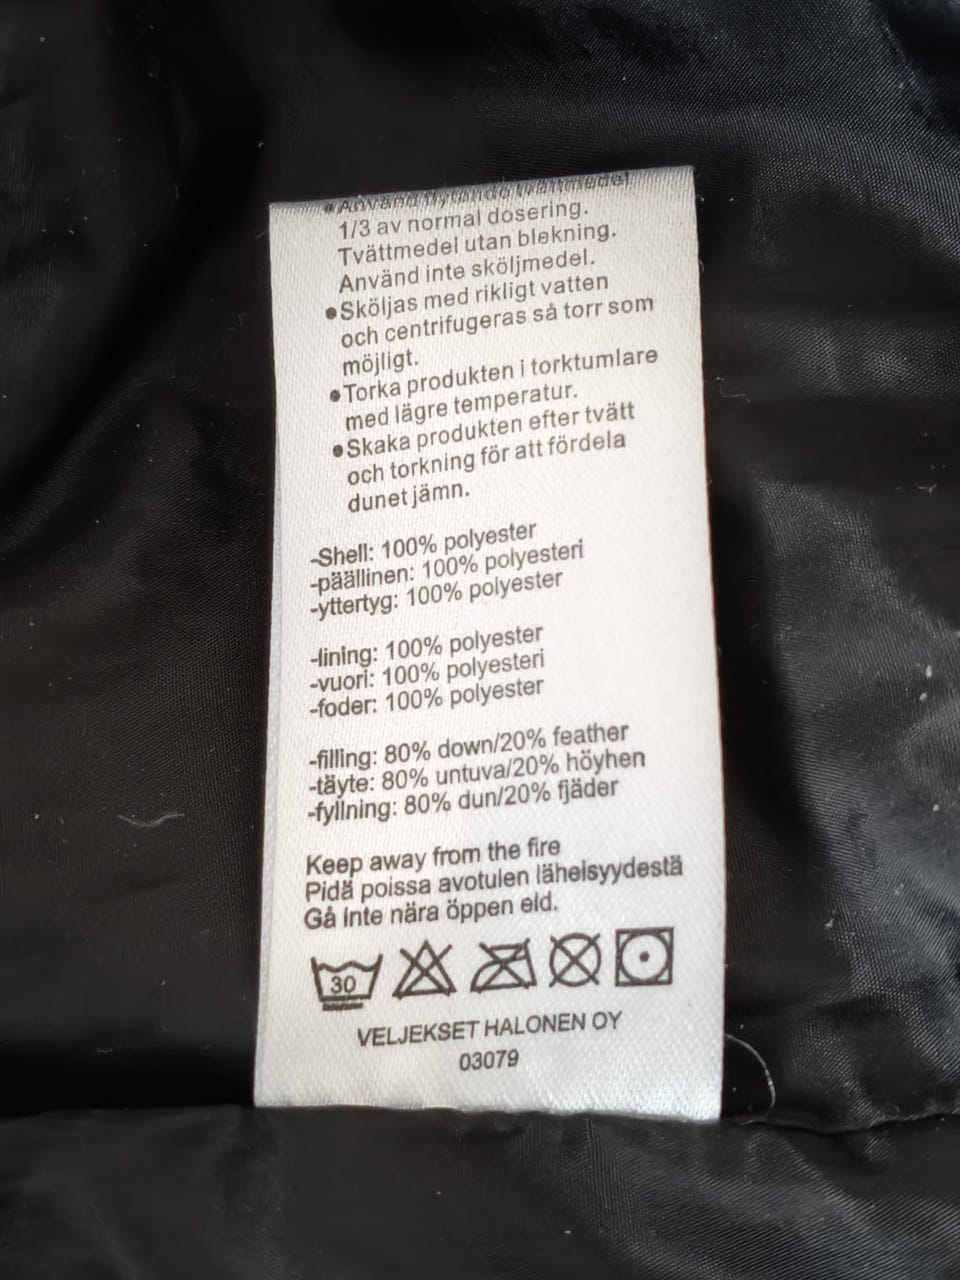 •Använd flytande tvättmedel
1/3 av normal dosering.
Tvättmedel utan blekning.
Använd inte sköljmedel.
•Sköljas med rikligt vatten
och centrifugeras så torr som
möjligt.
•Torka produkten i torktumlare
med lägre temperatur.
•Skaka produkten efter tvätt
och torkning för att fördela
dunet jämn.
-Shell: 100% polyester
-päällinen: 100% polyesteri
-yttertyg: 100% polyester
-lining: 100% polyester
-vuori: 100% polyesteri
-foder: 100% polyester
-filling: 80% down/20% feather
-täyte: 80% untuva/20% höyhen
-fyllning: 80% dun/20% fjäder
Keep away from the fire
Pidä poissa avotulen läheisyydestä
Gå inte nära öppen eld.
30
VELJEKSET HALONEN OY
03079